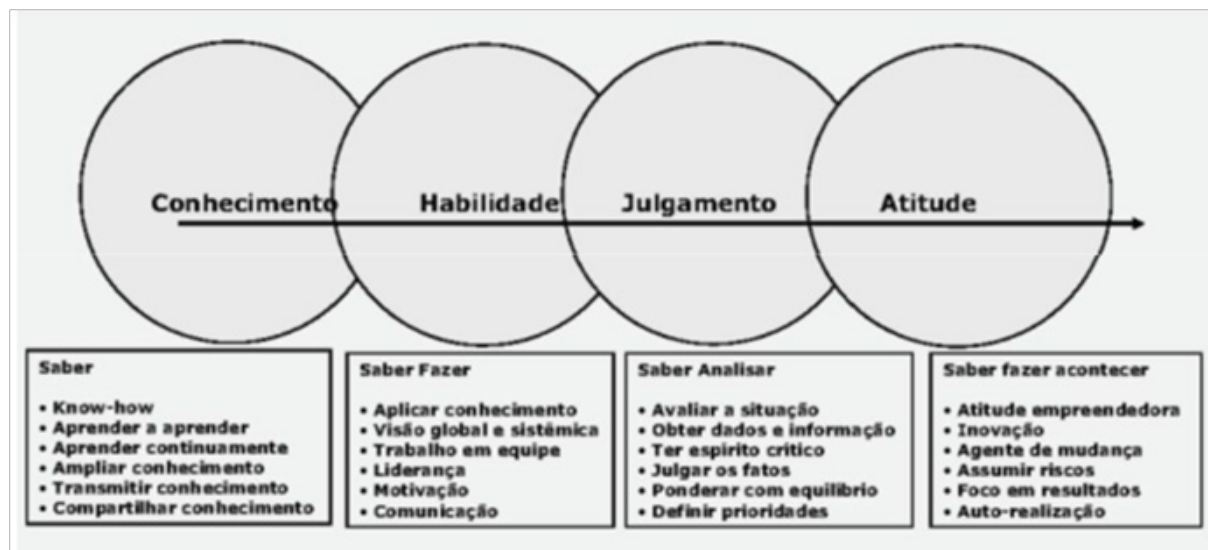 Conhecimento
Habilidade
Julgamento
Atitude
Saber
• Know-how
• Aprender a aprender
• Aprender continuamente
• Ampliar conhecimento
• Transmitir conhecimento
• Compartilhar conhecimento
Saber Fazer
• Aplicar conhecimento
• Visão global e sistêmica
• Trabalho em equipe
• Liderança
• Motivação
• Comunicação
Saber Analisar
• Avaliar a situação
• Obter dados e informação
• Ter espirito critico
• Julgar os fatos
• Ponderar com equilibrio
• Definir prioridades
Saber fazer acontecer
• Atitude empreendedora
• Inovação
• Agente de mudança
• Assumir riscos
• Foco em resultados
• Auto-realização